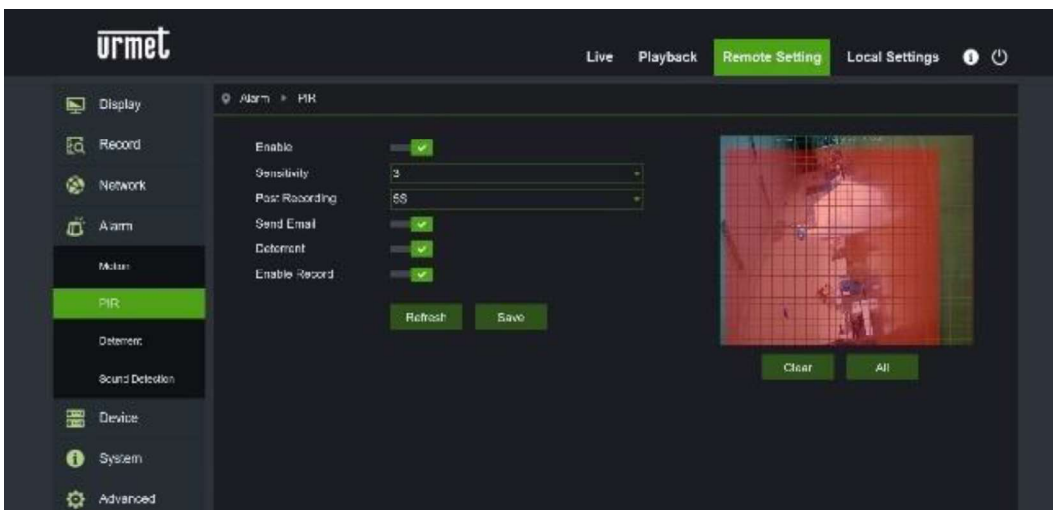 urmet
Live Playback Remote Setting Local Settings
Display
Record
Network
Alarm
Motion
PIR
Deterrent
Sound Detection
Device
System
Advanced
Alarm PIR
Enable
Sensitivity 3
Post Recording 5S
Send Email
Deterrent
Enable Record
Refresh Save
Clear All